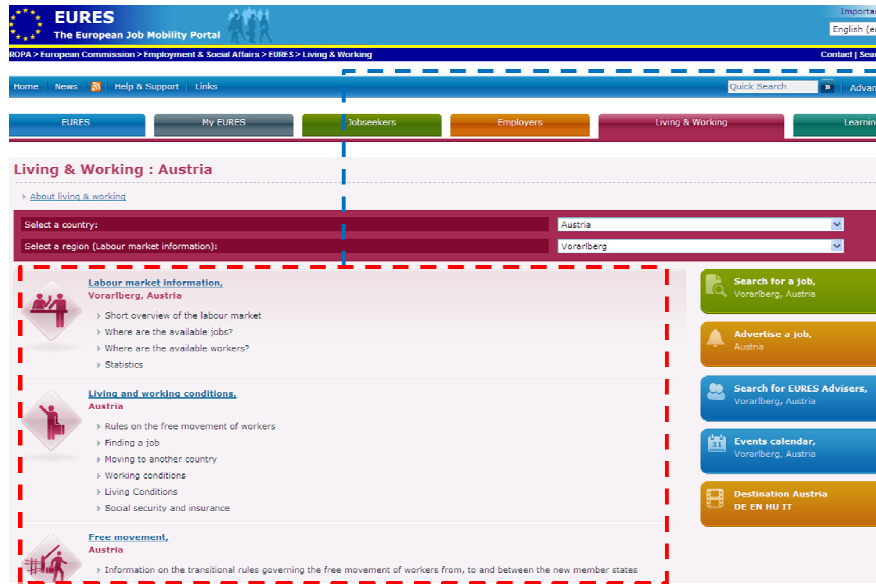 EURES
The European Job Mobility Portal
English
ROPA > European Commission > Employment & Social Affairs > EURES > Living & Working
Contact |
Home News Help & Support Links Quick Search
EURES My EURES Jobseekers Employers Living & Working
Living & Working : Austria
About living & working
Select a country: Austria
Select a region (Labour market information): Vorarlberg
Labour market information,
Vorarlberg, Austria
Short overview of the labour market
Where are the available jobs?
Where are the available workers?
Statistics
Living and working conditions,
Austria
Rules on the free movement of workers
Finding a job
Moving to another country
Working conditions
Living Conditions
Social security and insurance
Free movement,
Austria
Information on the transitional rules governing the free movement of workers from, to and between the new member states
Search for a job,
Vorarlberg, Austria
Advertise a job,
Austria
Search for EURES Advisers,
Vorarlberg, Austria
31
Events calendar,
Vorarlberg, Austria
Destination Austria
DE EN HU IT